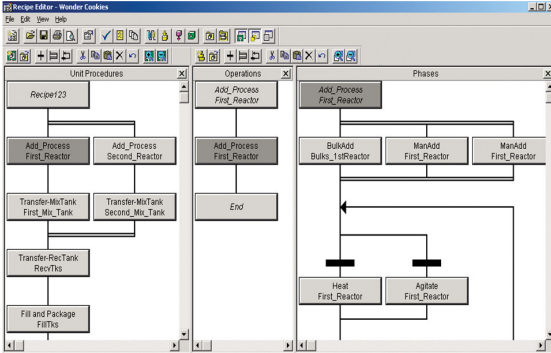 Recipe Editor - Wonder Cookies
File Edit View Help
Unit Procedures
Recipe123
Add_Process
First_Reactor
Add_Process
Second_Reactor
Transfer-MixTank
First_Mix_Tank
Transfer-MixTank
Second_Mix_Tank
Transfer-RecTank
RecvTks
Fill and Package
FillTks
Operations
Add_Process
First_Reactor
Add_Process
First_Reactor
End
Phases
Add_Process
First_Reactor
BulkAdd
Bulks_1stReactor
ManAdd
First_Reactor
ManAdd
First_Reactor
Heat
First_Reactor
Agitate
First_Reactor